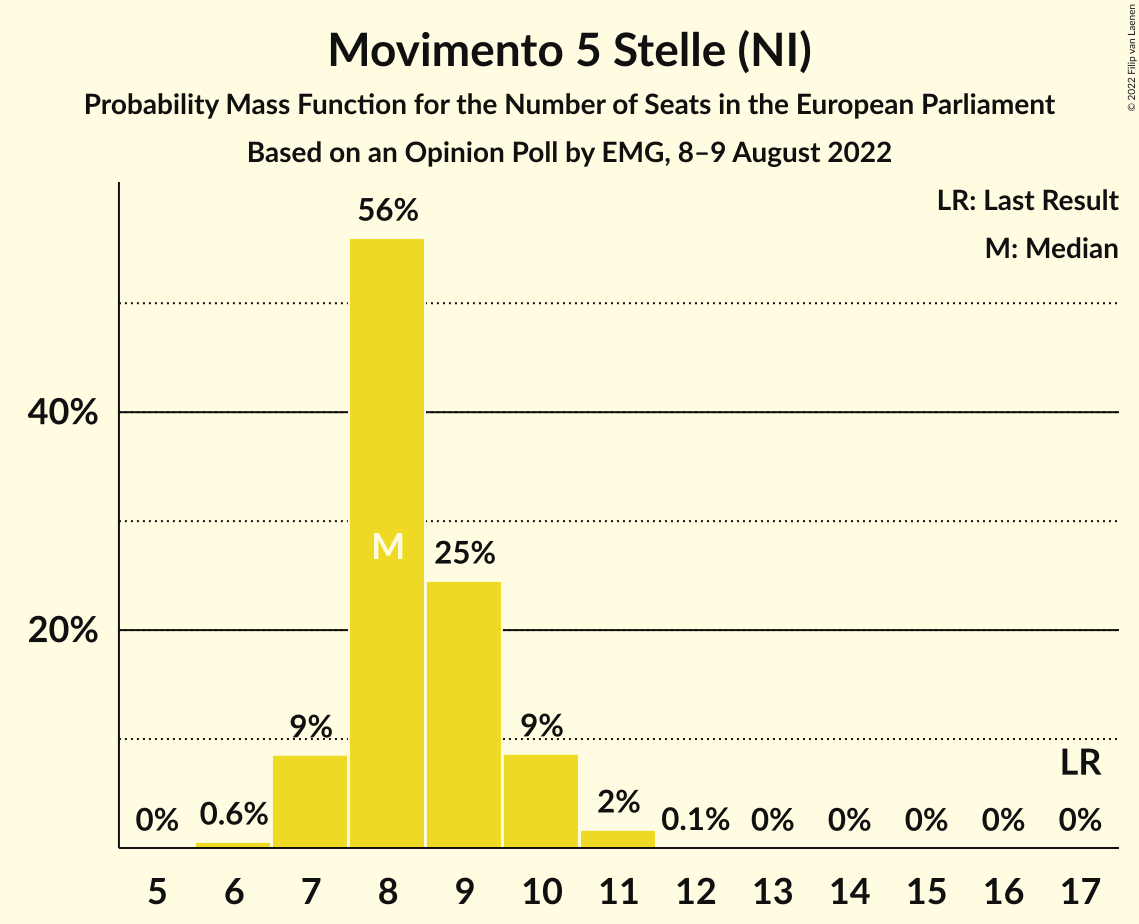 Movimento 5 Stelle (NI)
Probability Mass Function for the Number of Seats in the European Parliament
Based on an Opinion Poll by EMG, 8–9 August 2022
© 2022 Filip van Laenen
LR: Last Result
M: Median
56%
40%
M
25%
20%
9%
9%
LR
0%
0.6%
2%
0.1%
0%
0%
0%
0%
0%
5 6 7 8 9 10 11 12 13 14 15 16 17